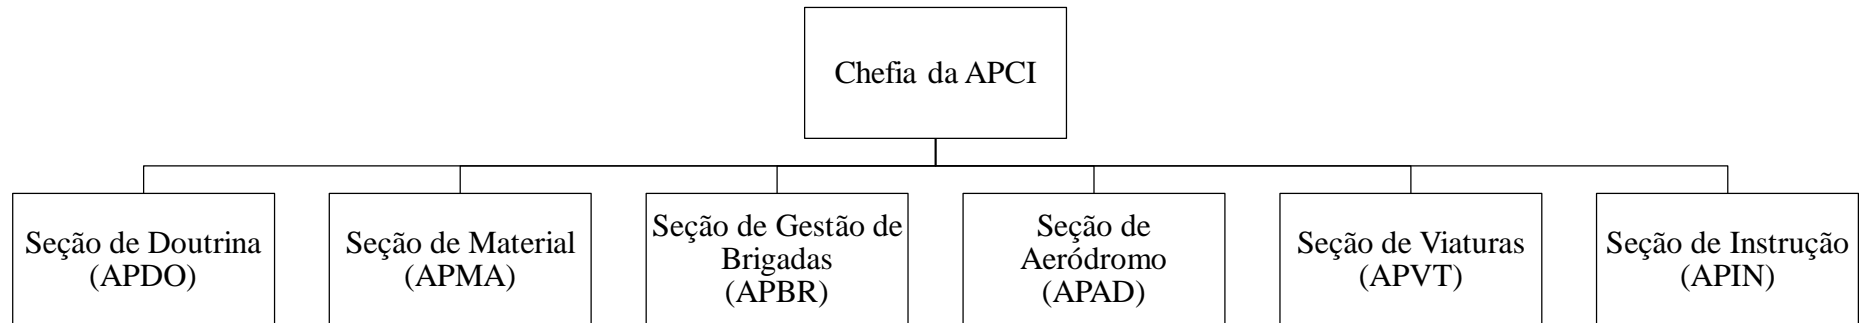 Chefia da APCI
Seção de Doutrina
(APDO)
Seção de Material
(APMA)
Seção de Gestão de
Brigadas
(APBR)
Seção de
Aeródromo
(APAD)
Seção de Viaturas
(APVT)
Seção de Instrução
(APIN)